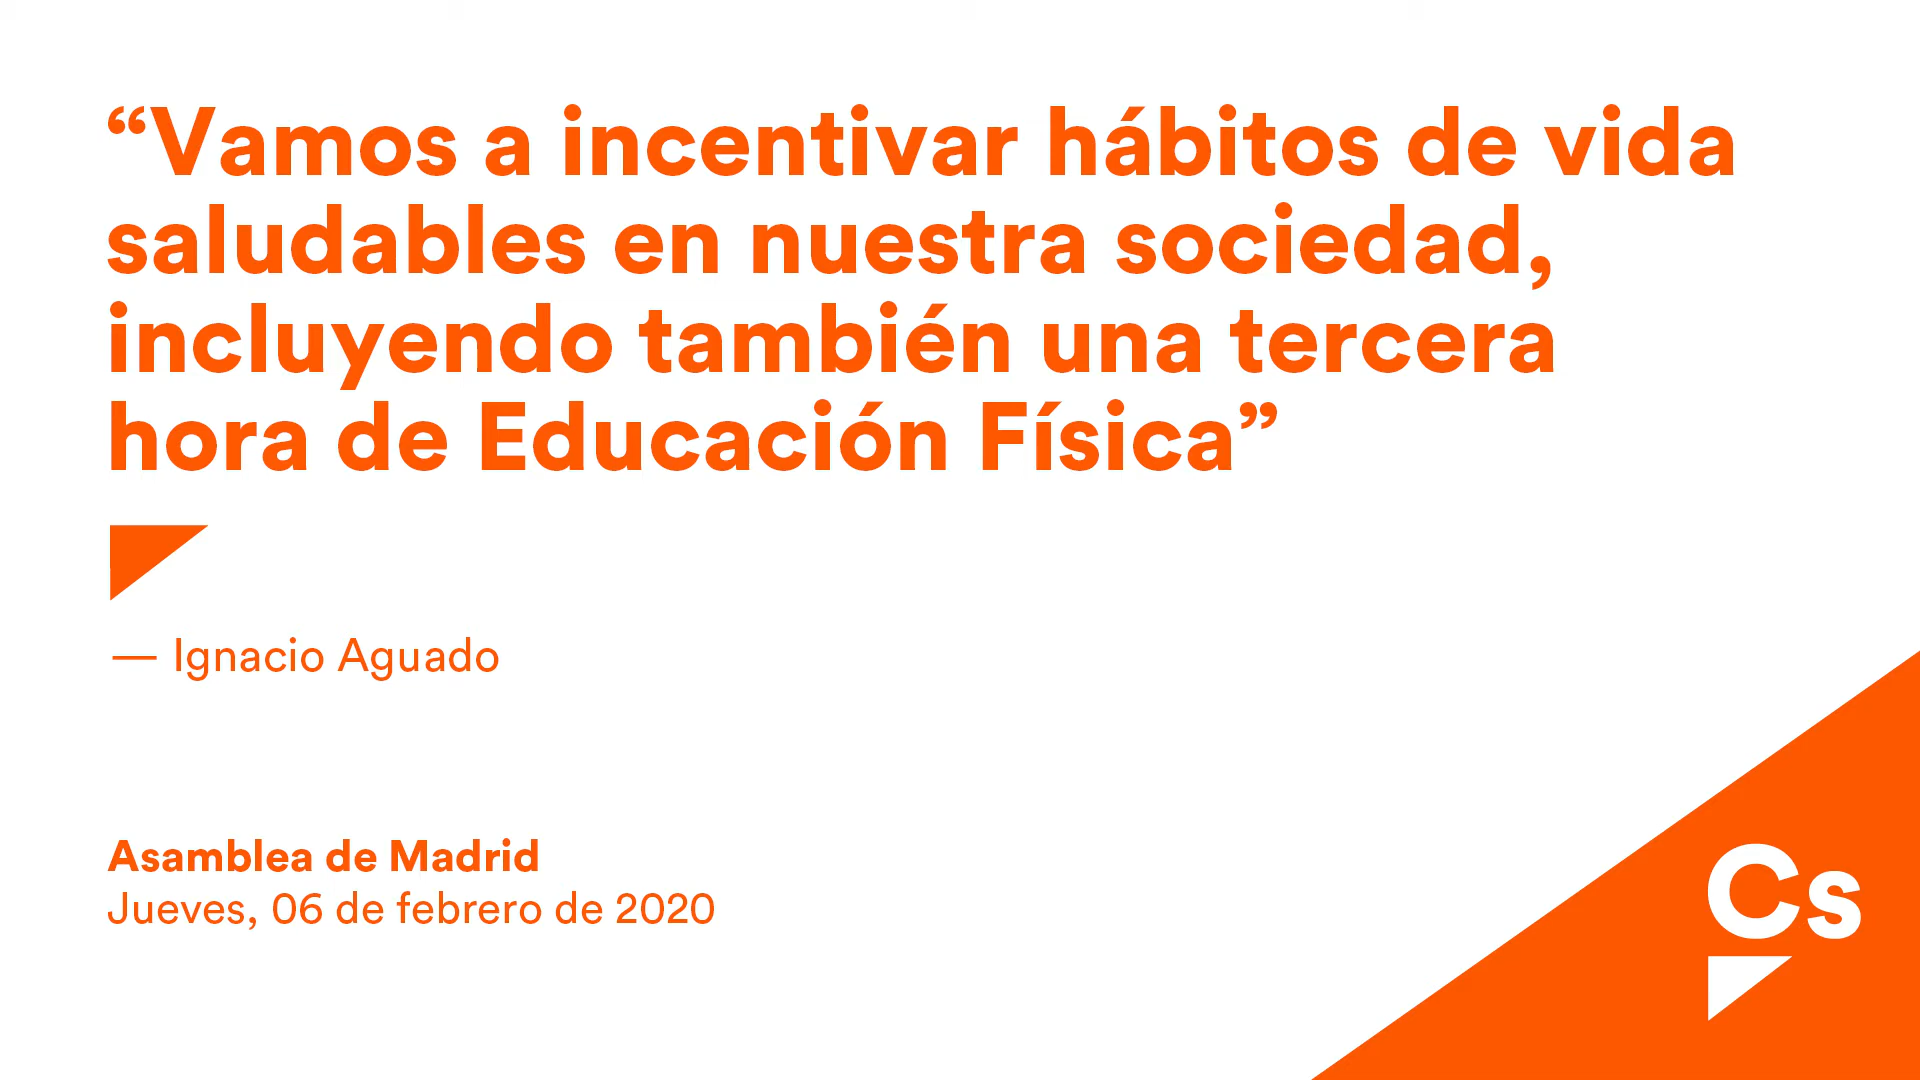 “Vamos a incentivar hábitos de vida
saludables en nuestra sociedad,
incluyendo también una tercera
hora de Educación Física”
— Ignacio Aguado
Asamblea de Madrid
Jueves, 06 de febrero de 2020
Cs